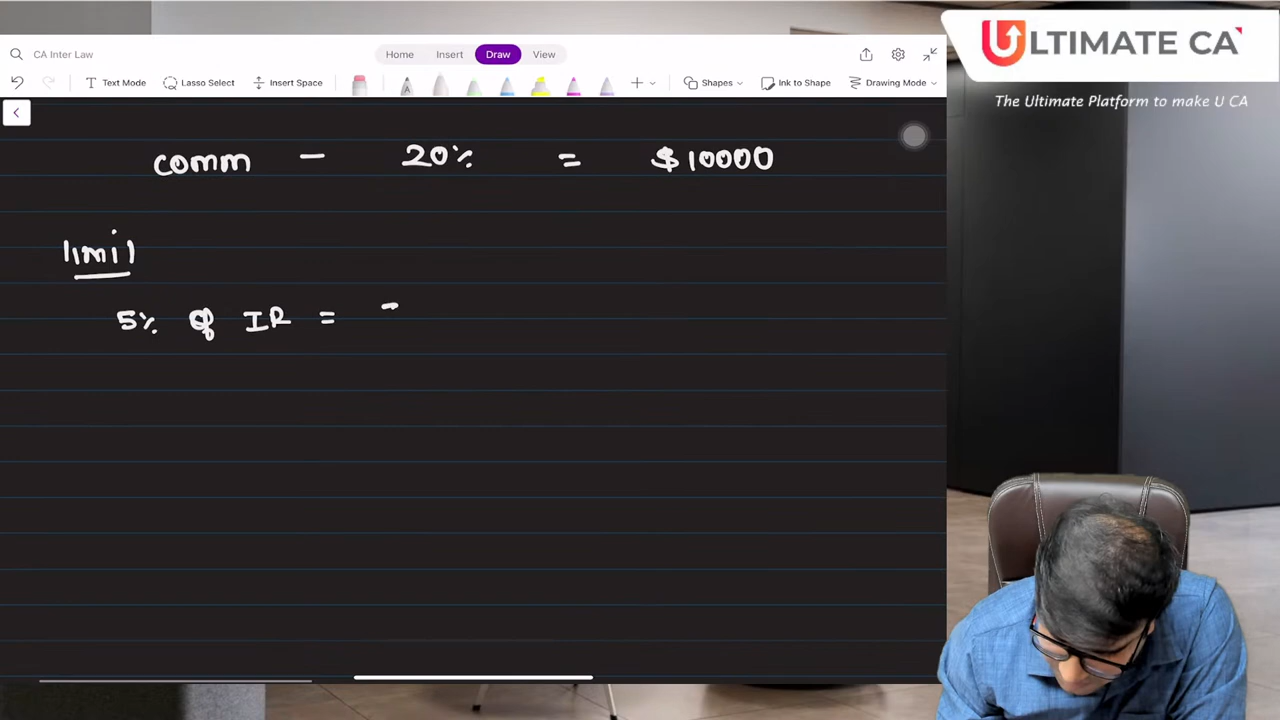 ULTIMATE CA
The Ultimate Platform to make U CA
CA Inter Law
Home Insert Draw View
Text Mode Lasso Select Insert Space Shapes Ink to Shape Drawing Mode
comm - 20% = $10000
limit
5% of IR =